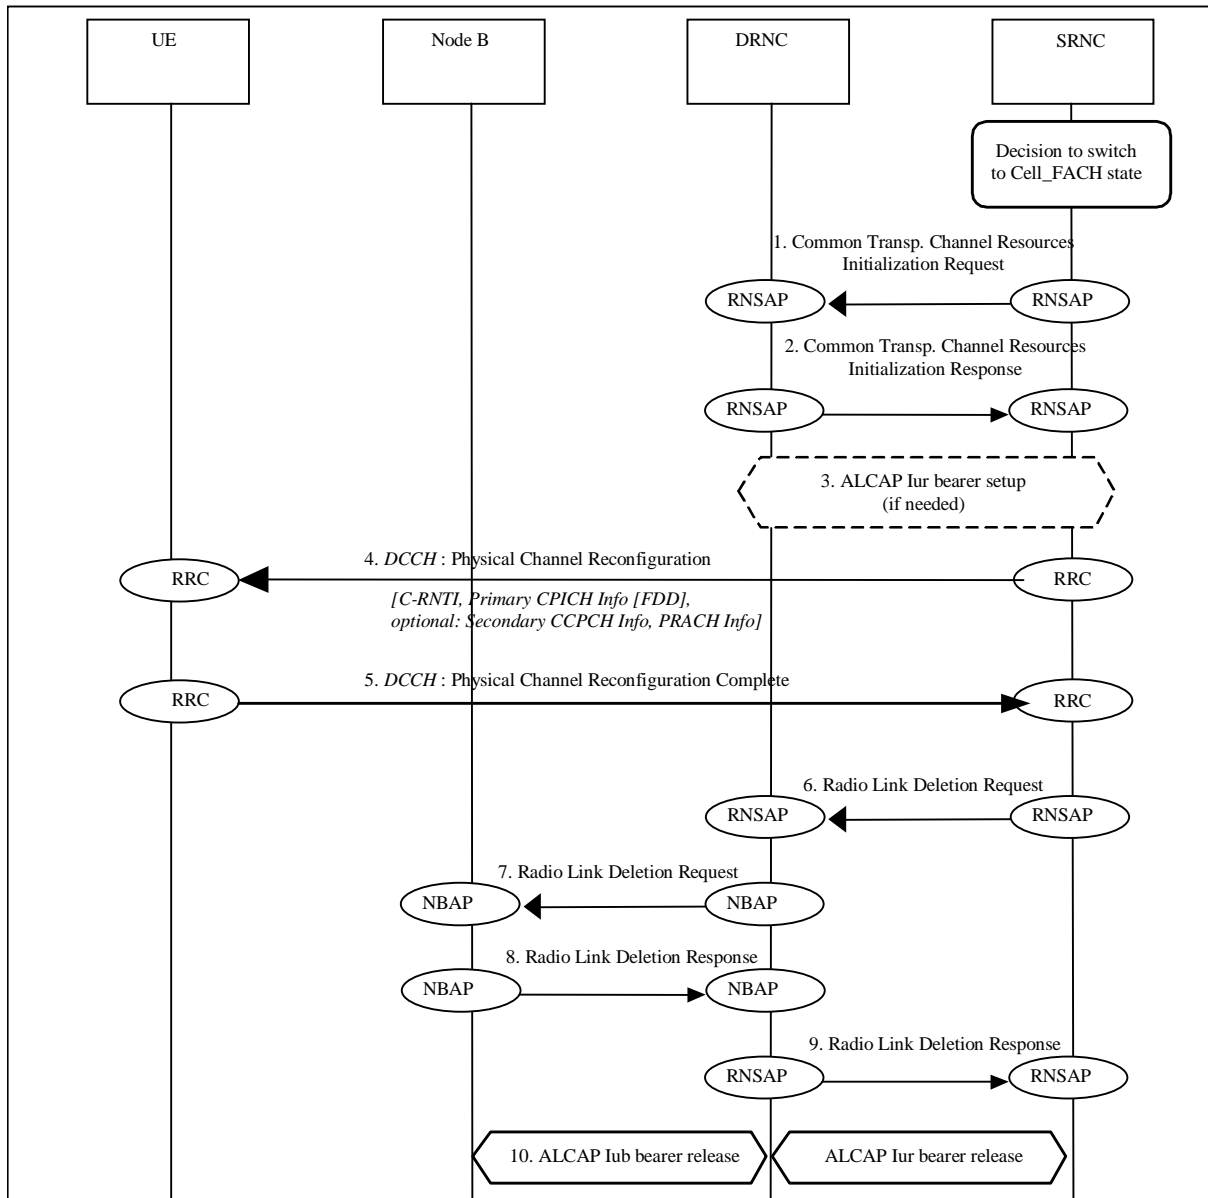 UE
Node B
DRNC
SRNC
Decision to switch
to Cell_FACH state
1. Common Transp. Channel Resources
Initialization Request
RNSAP
RNSAP
2. Common Transp. Channel Resources
Initialization Response
RNSAP
RNSAP
3. ALCAP Iur bearer setup
(if needed)
4. DCCH : Physical Channel Reconfiguration
RRC
RRC
[C-RNTI, Primary CPICH Info [FDD],
optional: Secondary CCPCH Info, PRACH Info]
5. DCCH : Physical Channel Reconfiguration Complete
RRC
RRC
6. Radio Link Deletion Request
RNSAP
RNSAP
7. Radio Link Deletion Request
NBAP
NBAP
8. Radio Link Deletion Response
NBAP
NBAP
9. Radio Link Deletion Response
RNSAP
RNSAP
10. ALCAP Iub bearer release
ALCAP Iur bearer release